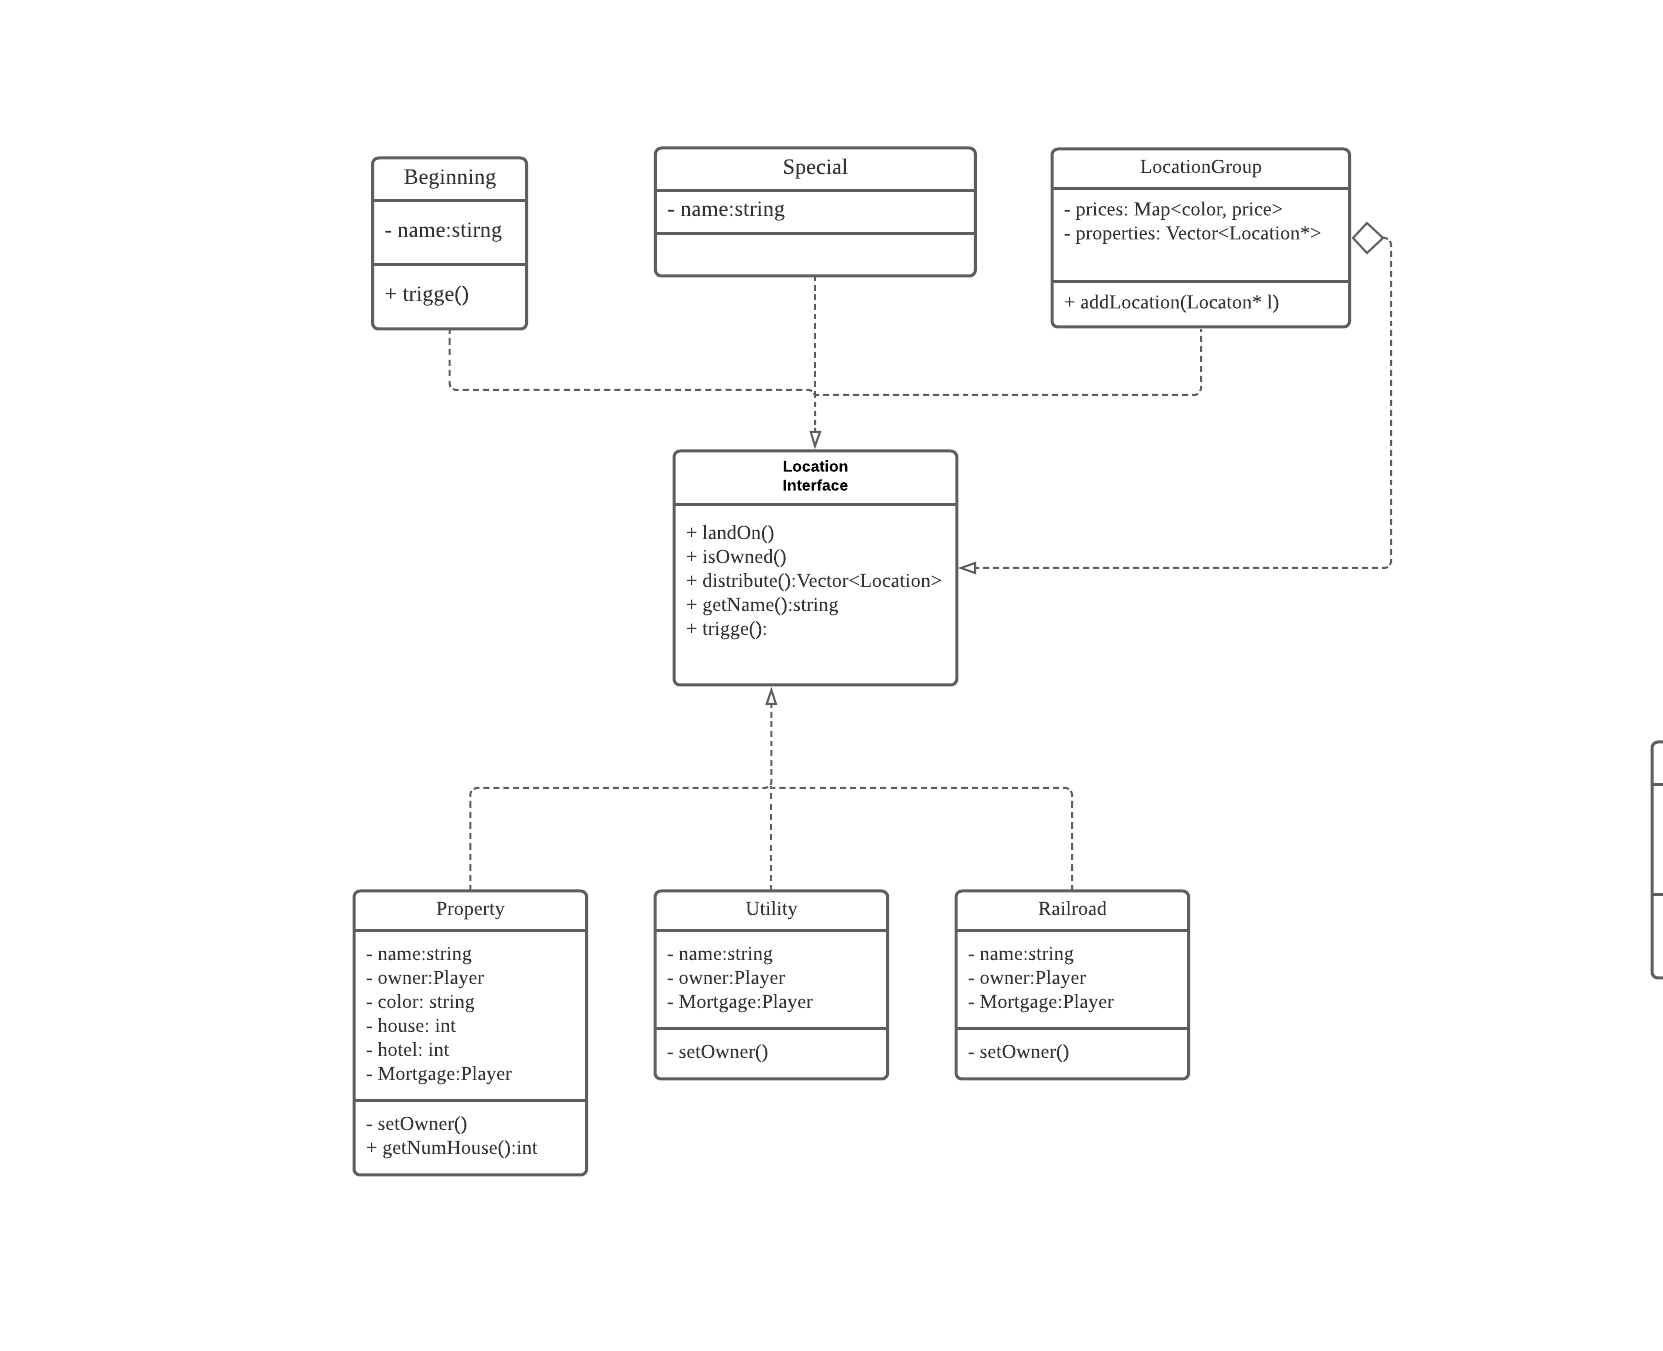 Beginning
- name:stirng
+ trigge()
Special
- name:string
LocationGroup
- prices: Map<color, price>
- properties: Vector<Location*>
+ addLocation(Locaton* l)
Location
Interface
+ landOn()
+ isOwned()
+ distribute():Vector<Location>
+ getName():string
+ trigge():
Property
- name:string
- owner:Player
- color: string
- house: int
- hotel: int
- Mortgage:Player
- setOwner()
+ getNumHouse():int
Utility
- name:string
- owner:Player
- Mortgage:Player
- setOwner()
Railroad
- name:string
- owner:Player
- Mortgage:Player
- setOwner()